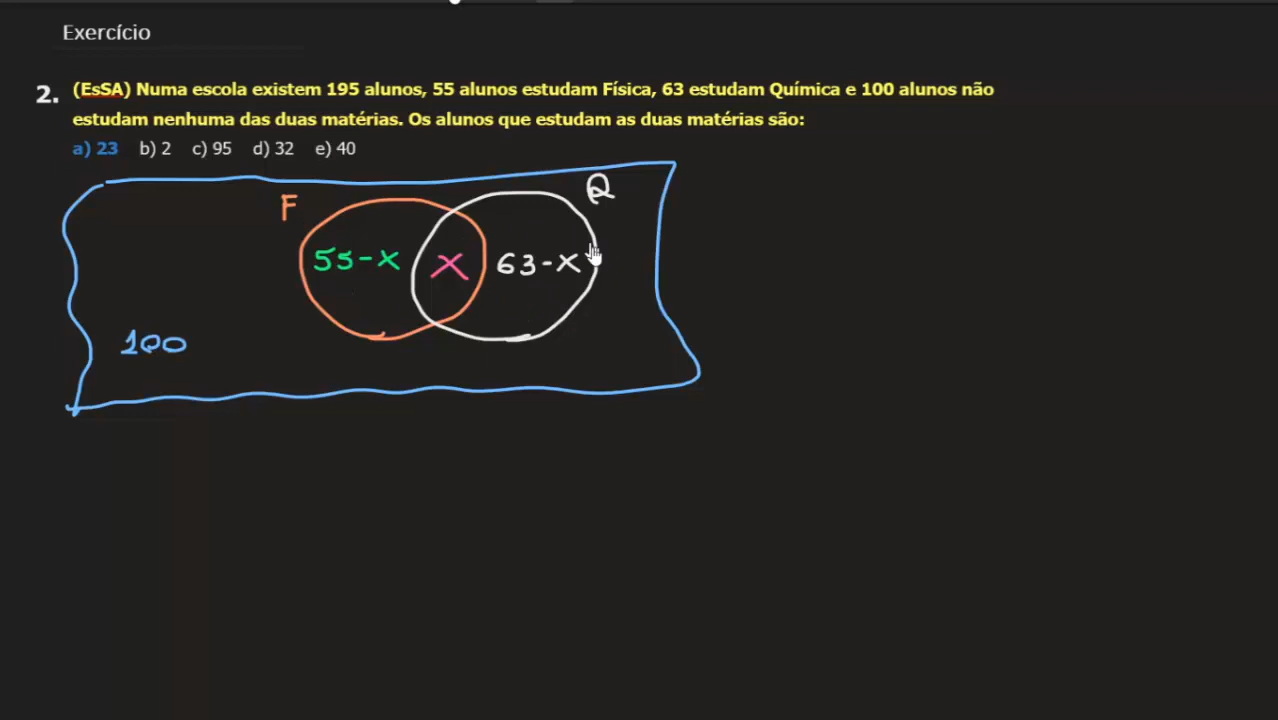 Exercício
2. (EsSA) Numa escola existem 195 alunos, 55 alunos estudam Física, 63 estudam Química e 100 alunos não
estudam nenhuma das duas matérias. Os alunos que estudam as duas matérias são:
a) 23 b) 2 c) 95 d) 32 e) 40
F Q
55-x x 63-x
100